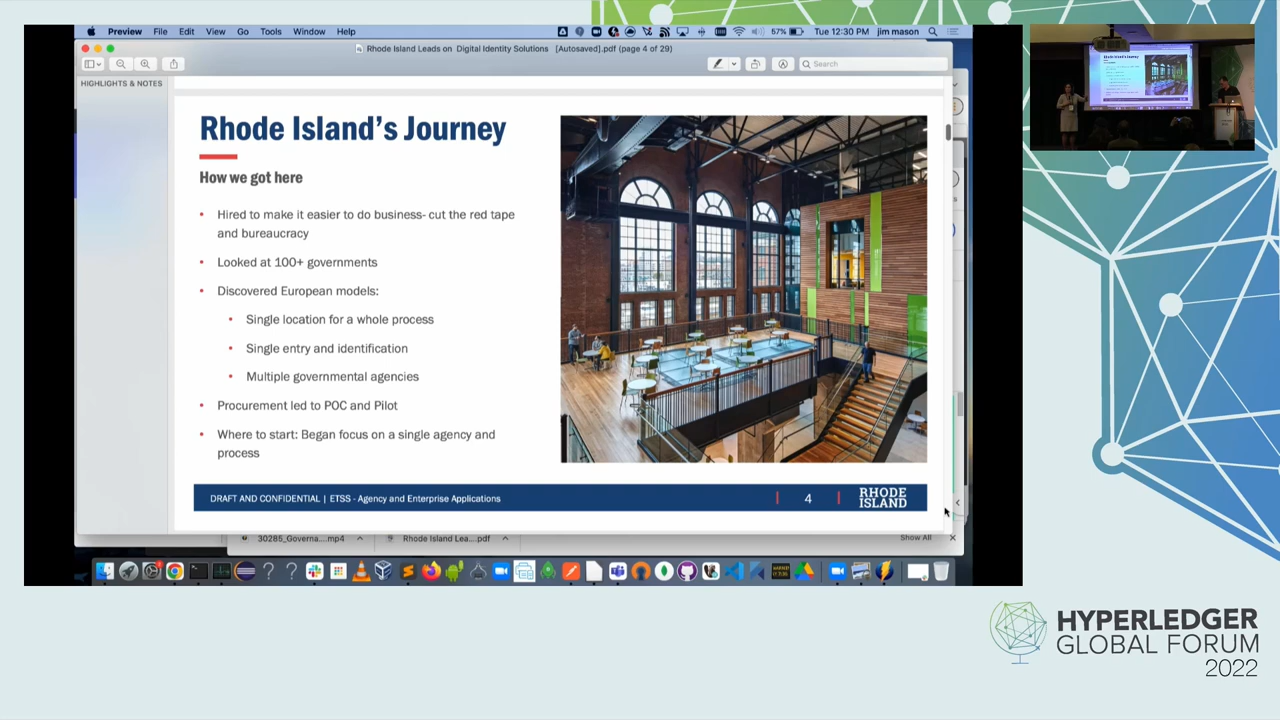 Preview File Edit View Go Tools Window Help 57% Tue 12:30 PM jim mason
Rhode Island Leads on Digital Identity Solutions [Autosaved].pdf (page 4 of 29)
Search
HIGHLIGHTS & NOTES
Rhode Island's Journey
How we got here
• Hired to make it easier to do business- cut the red tape
and bureaucracy
• Looked at 100+ governments
• Discovered European models:
• Single location for a whole process
• Single entry and identification
• Multiple governmental agencies
• Procurement led to POC and Pilot
• Where to start: Began focus on a single agency and
process
DRAFT AND CONFIDENTIAL | ETSS - Agency and Enterprise Applications
4
RHODE
ISLAND
30285_Governa....mp4
Rhode Island Lea....pdf
Show All
HYPERLEDGER
GLOBAL FORUM
2022